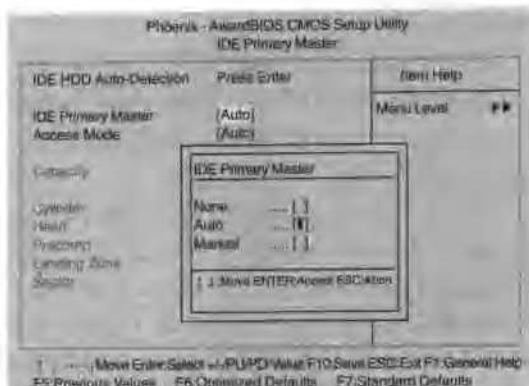 Phoenix - AwardBIOS CMOS Setup Utility
IDE Primary Master
IDE HDD Auto-Detection Press Enter Item Help
IDE Primary Master [Auto] Menu Level ▶▶
Access Mode [Auto]
Capacity
Cylinder
Head
Precomp
Landing Zone
Sector
IDE Primary Master
None .....[ ]
Auto .....[■]
Manual .....[ ]
Move ENTER:Accept ESC:Abort
Move Enter:Select +/-/PU/PD:Value F10:Save ESC:Exit F1:General Help
F5:Previous Values F6:Optimized Defaults F7:Standard Defaults